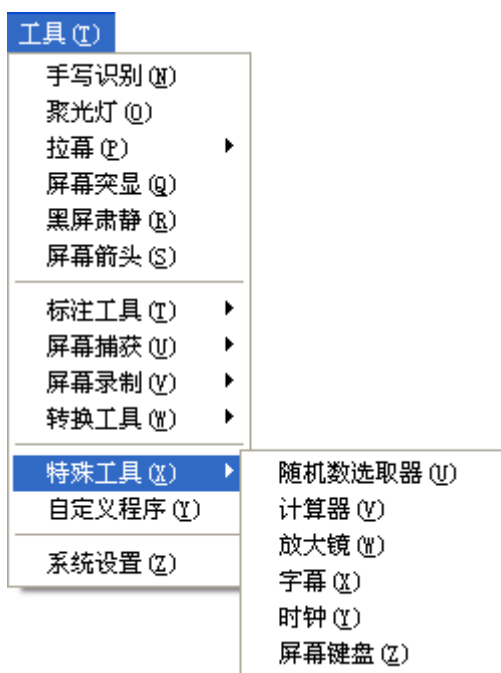 工具(T)
手写识别(N)
聚光灯(O)
拉幕(P)
屏幕突显(Q)
黑屏肃静(R)
屏幕箭头(S)
标注工具(T)
屏幕捕获(U)
屏幕录制(V)
转换工具(W)
特殊工具(X)
自定义程序(Y)
系统设置(Z)
随机数选取器(U)
计算器(V)
放大镜(W)
字幕(X)
时钟(Y)
屏幕键盘(Z)